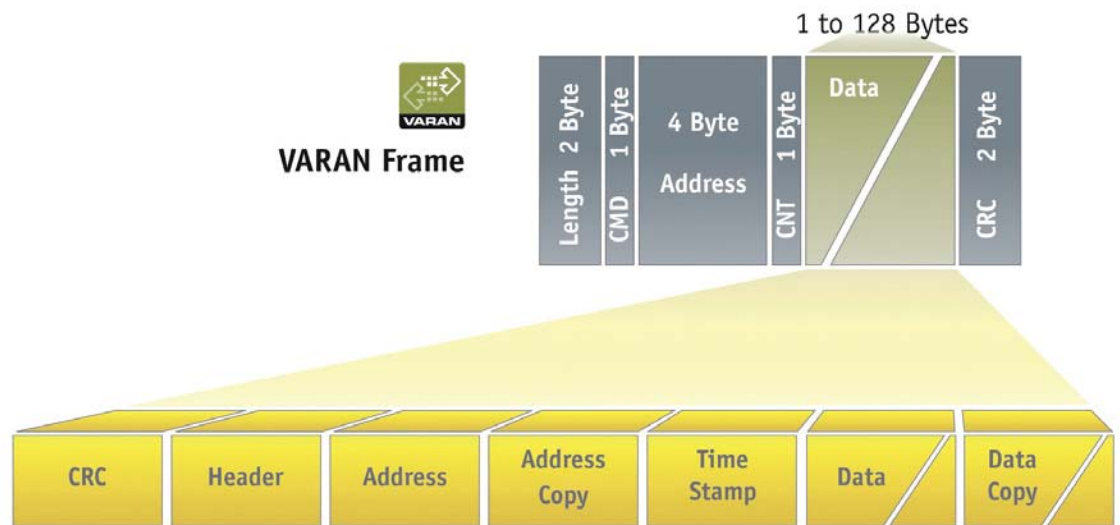 1 to 128 Bytes
VARAN
VARAN Frame
Length 2 Byte
CMD 1 Byte
4 Byte
Address
CNT 1 Byte
Data
CRC 2 Byte
CRC
Header
Address
Address
Copy
Time
Stamp
Data
Data
Copy